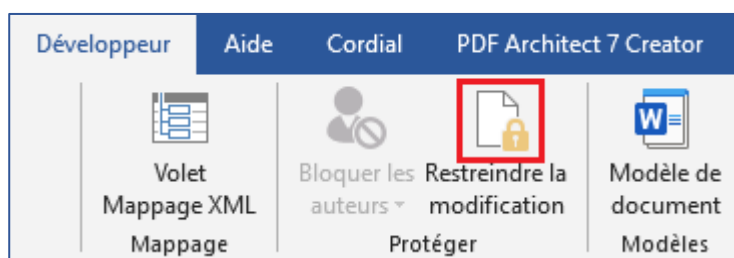 Développeur Aide Cordial PDF Architect 7 Creator
Volet
Mappage XML
Bloquer les
auteurs
Restreindre la
modification
Modèle de
document
Mappage Protéger Modèles